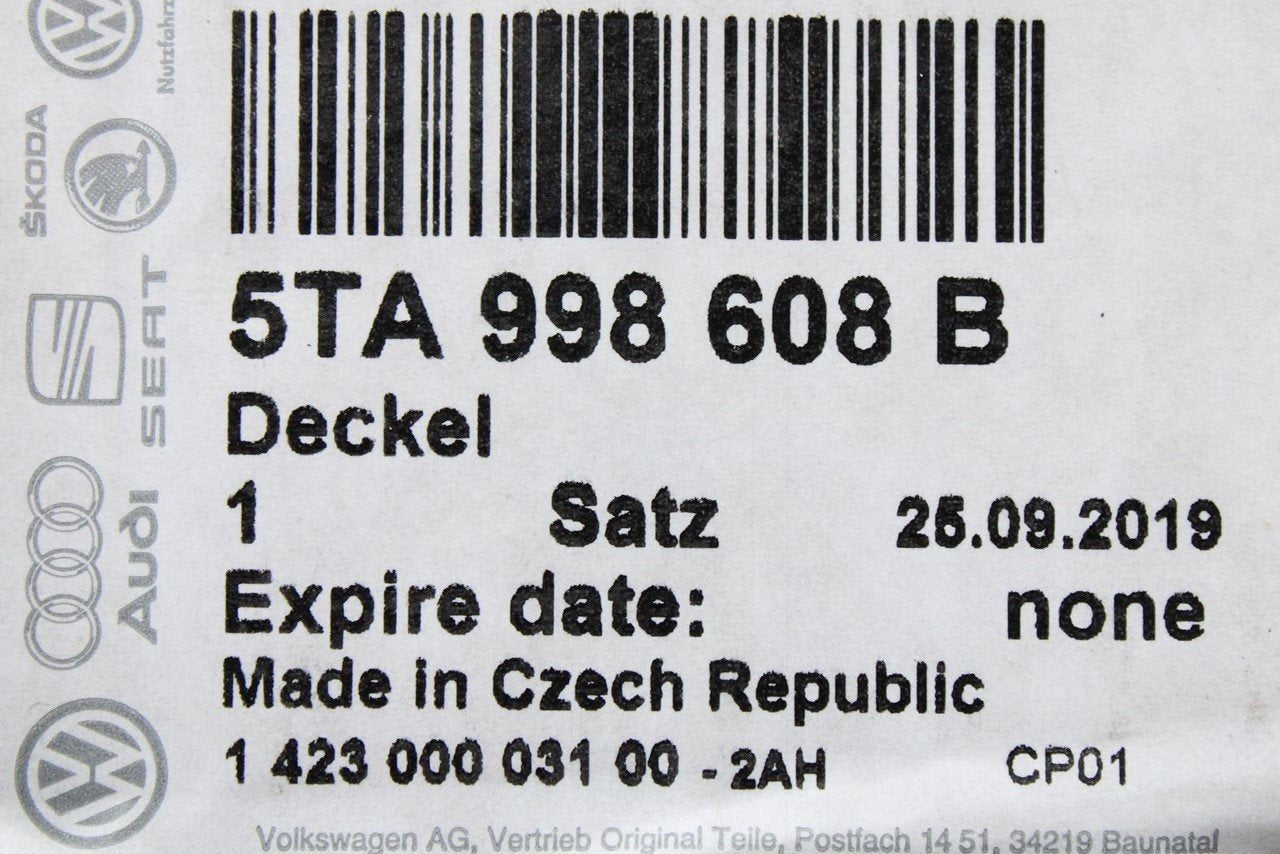 Nutzfahrz
ŠKODA
SEAT
Audi
5TA 998 608 B
Deckel
1 Satz 25.09.2019
Expire date: none
Made in Czech Republic
1 423 000 031 00 - 2AH CP01
Volkswagen AG, Vertrieb Original Teile, Postfach 14 51, 34219 Baunatal